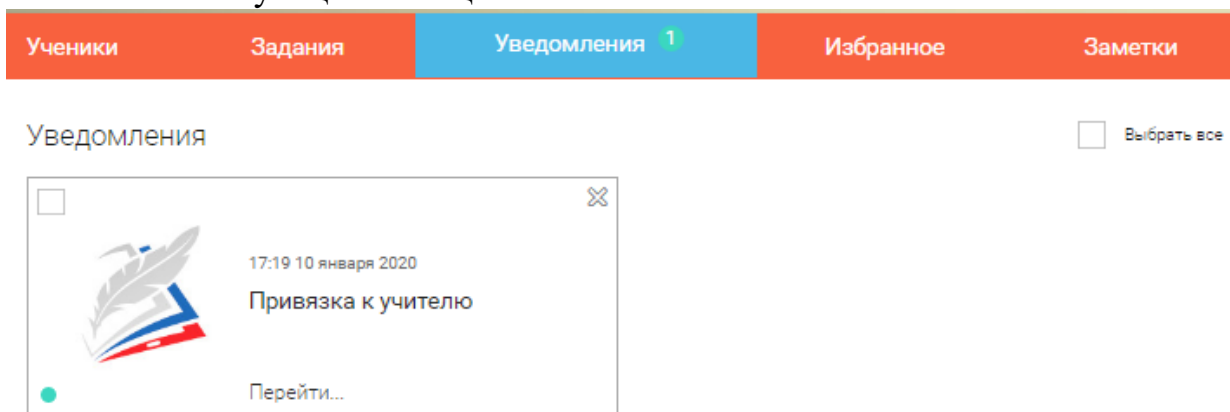 Ученики Задания Уведомления 1 Избранное Заметки
Уведомления
Выбрать все
17:19 10 января 2020
Привязка к учителю
Перейти...